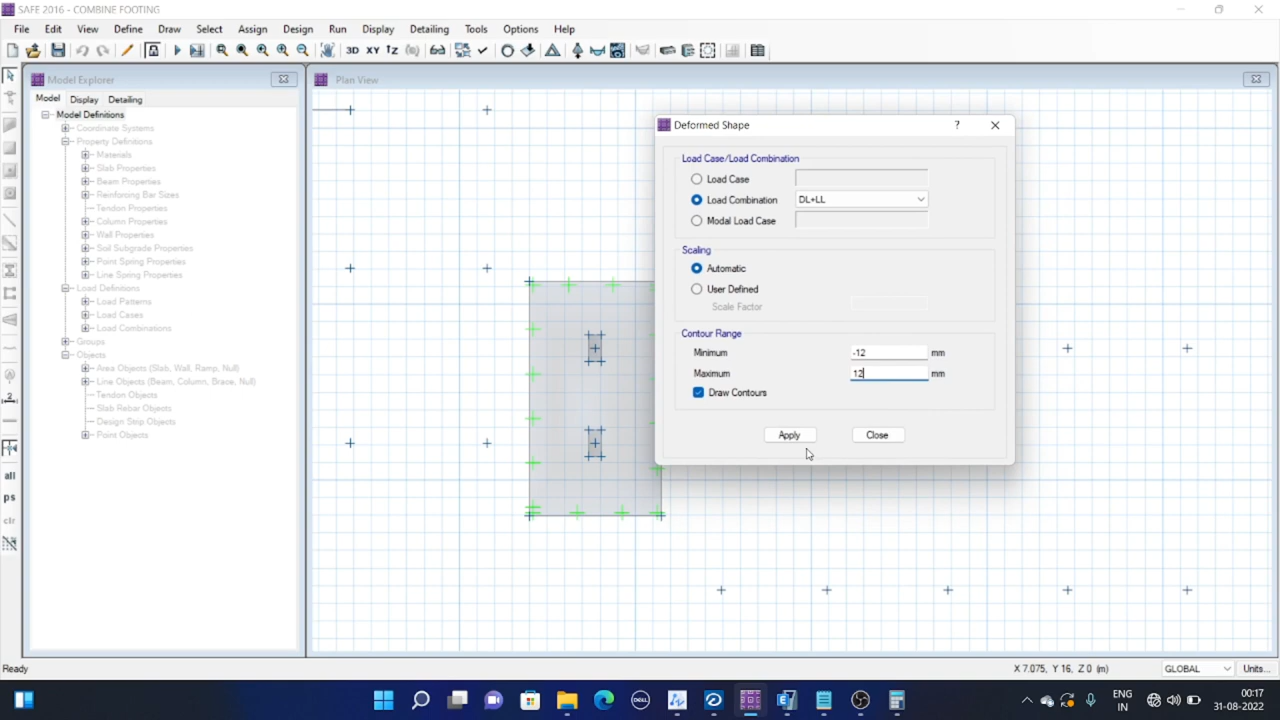 SAFE 2016 - COMBINE FOOTING
File Edit View Define Draw Select Assign Design Run Display Detailing Tools Options Help
3D XY
Model Explorer
Model Display Detailing
Model Definitions
Coordinate Systems
Property Definitions
Materials
Slab Properties
Beam Properties
Reinforcing Bar Sizes
Tendon Properties
Column Properties
Wall Properties
Soil Subgrade Properties
Point Spring Properties
Line Spring Properties
Load Definitions
Load Patterns
Load Cases
Load Combinations
Groups
Objects
Area Objects (Slab, Wall, Ramp, Null)
Line Objects (Beam, Column, Brace, Null)
Tendon Objects
Slab Rebar Objects
Design Strip Objects
Point Objects
all
ps
clr
Plan View
Deformed Shape ?
Load Case/Load Combination
Load Case
Load Combination DL+LL
Modal Load Case
Scaling
Automatic
User Defined
Scale Factor
Contour Range
Minimum -12 mm
Maximum 12 mm
Draw Contours
Apply Close
Ready X 7.075, Y 16, Z 0 (m) GLOBAL Units...
DELL
ENG
IN
00:17
31-08-2022